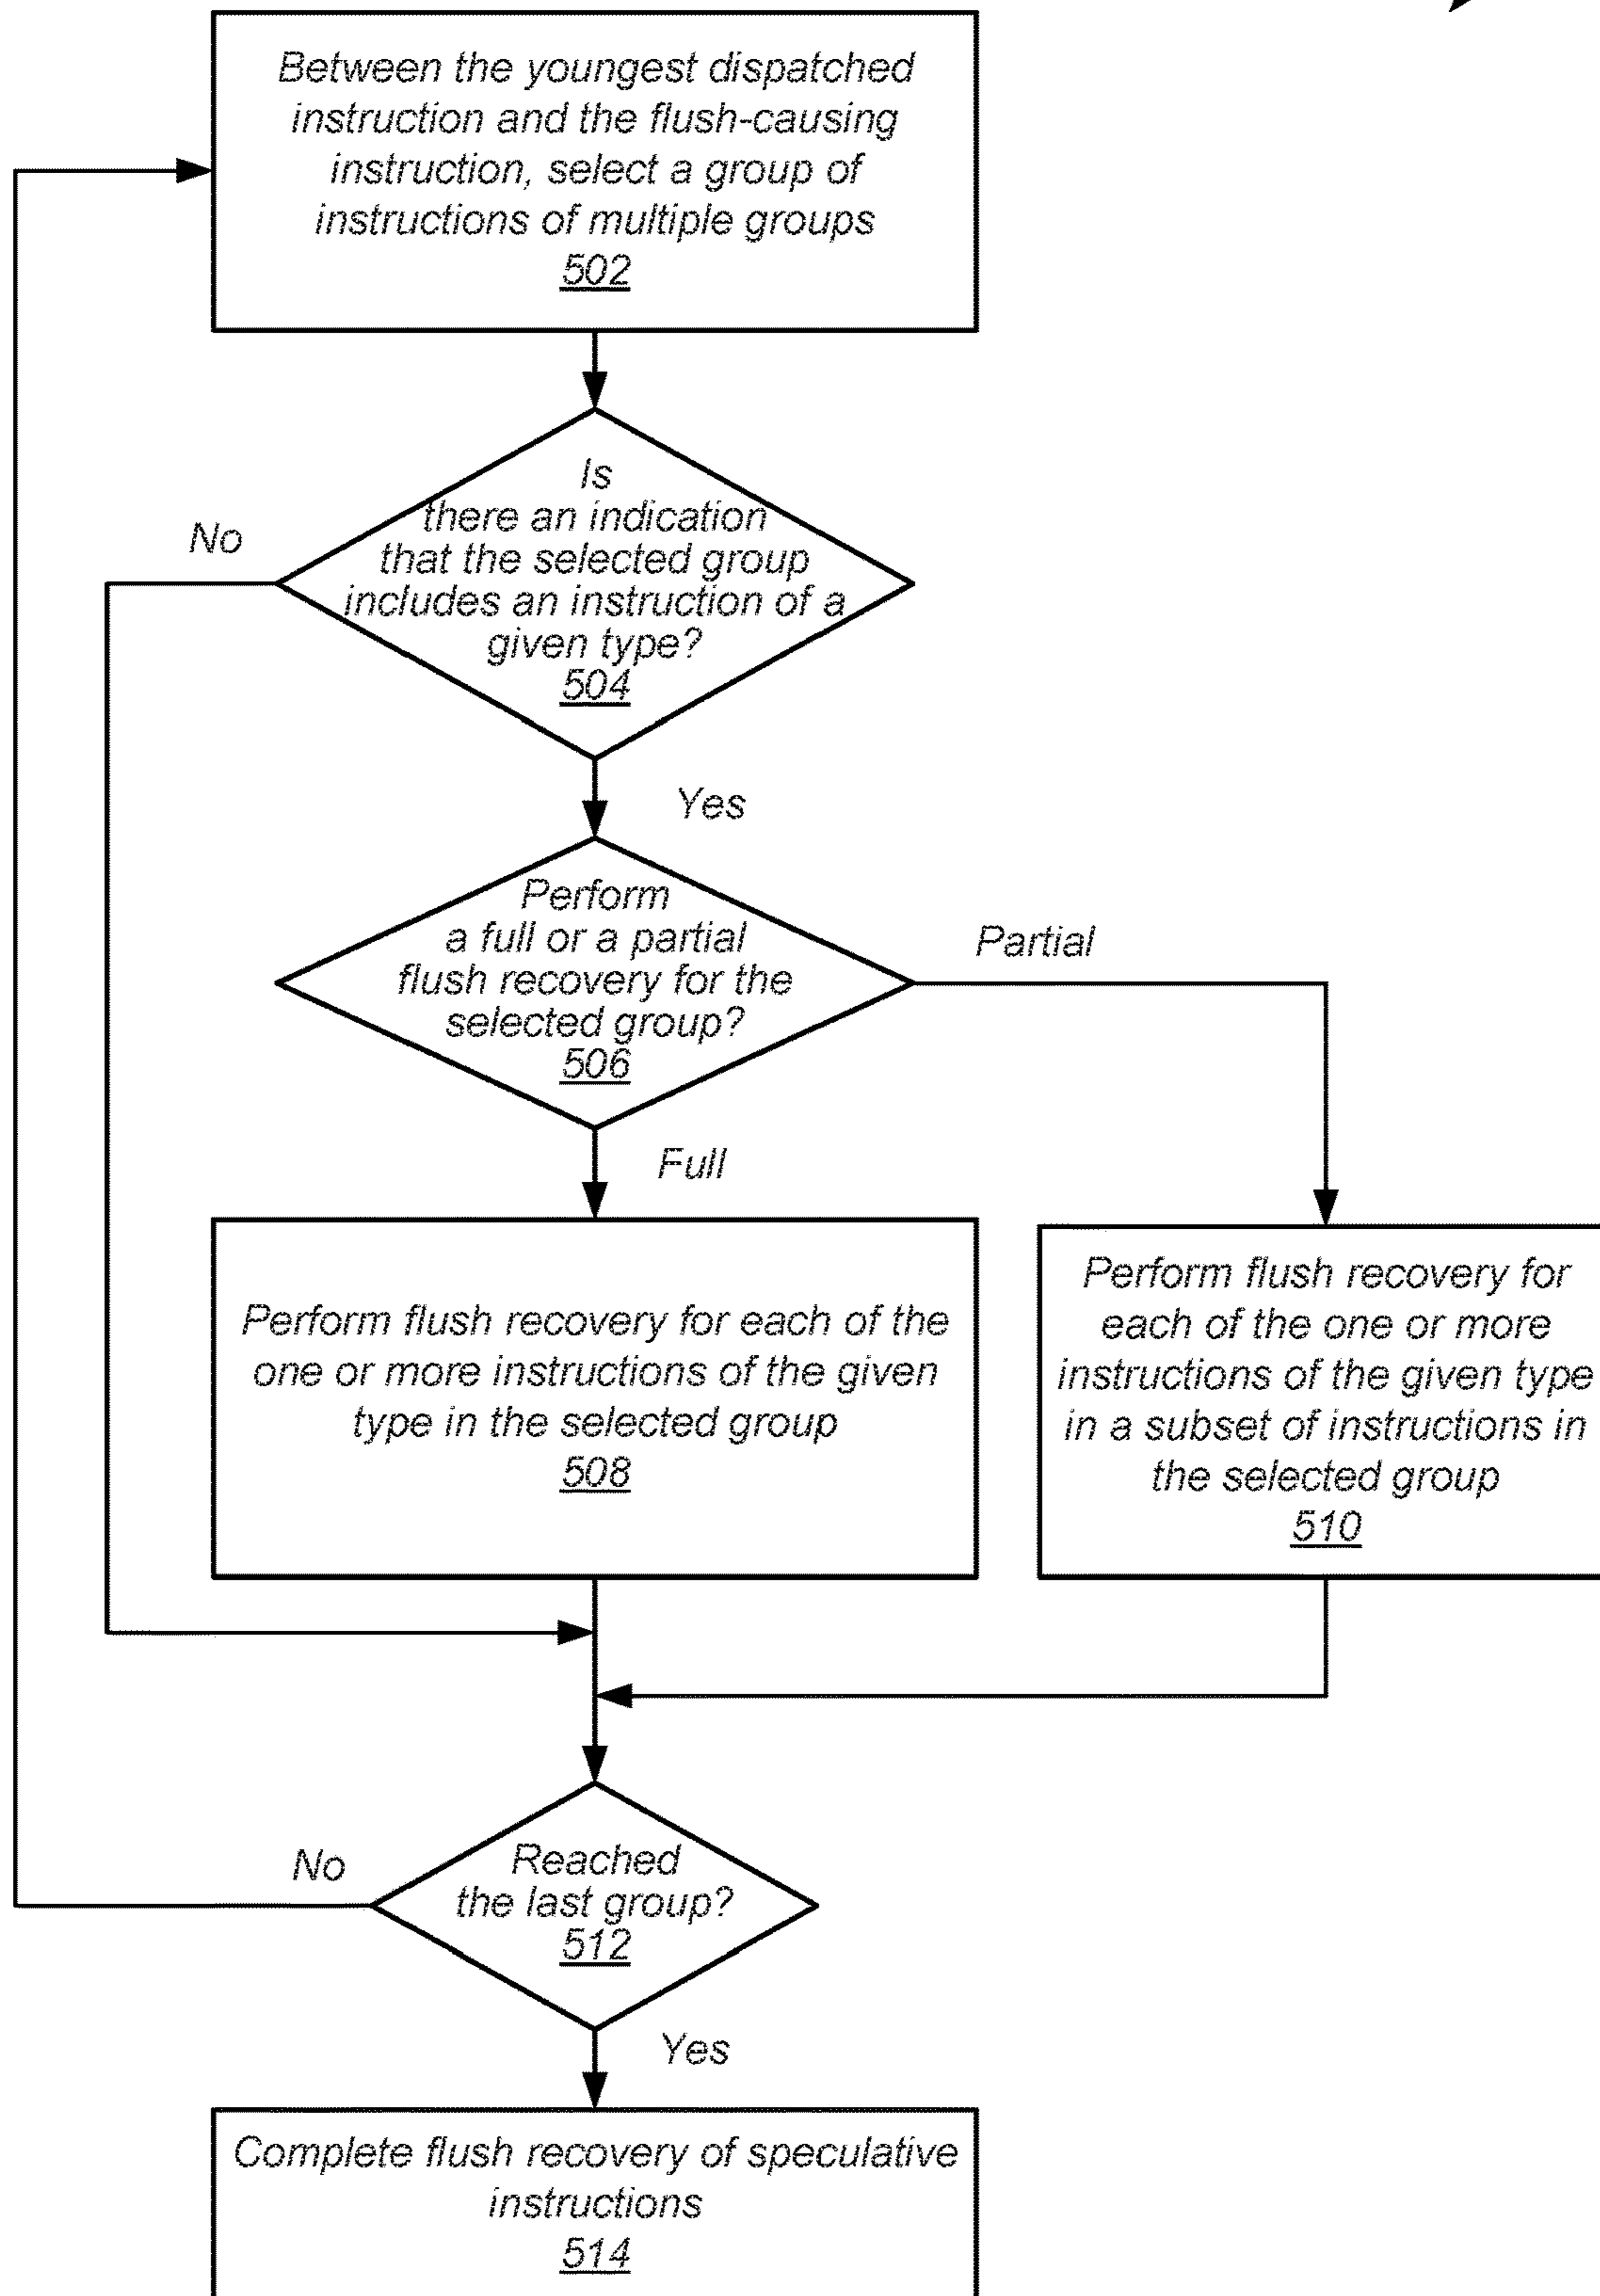 Between the youngest dispatched
instruction and the flush-causing
instruction, select a group of
instructions of multiple groups
502
Is
there an indication
that the selected group
includes an instruction of a
given type?
504
No
Yes
Perform
a full or a partial
flush recovery for the
selected group?
506
Partial
Full
Perform flush recovery for each of the
one or more instructions of the given
type in the selected group
508
Perform flush recovery for
each of the one or more
instructions of the given type
in a subset of instructions in
the selected group
510
Reached
the last group?
512
No
Yes
Complete flush recovery of speculative
instructions
514